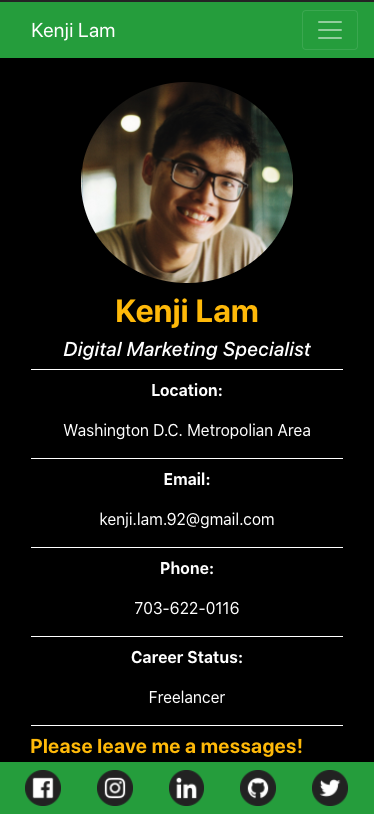 Kenji Lam
Kenji Lam
Digital Marketing Specialist
Location:
Washington D.C. Metropolian Area
Email:
kenji.lam.92@gmail.com
Phone:
703-622-0116
Career Status:
Freelancer
Please leave me a messages!